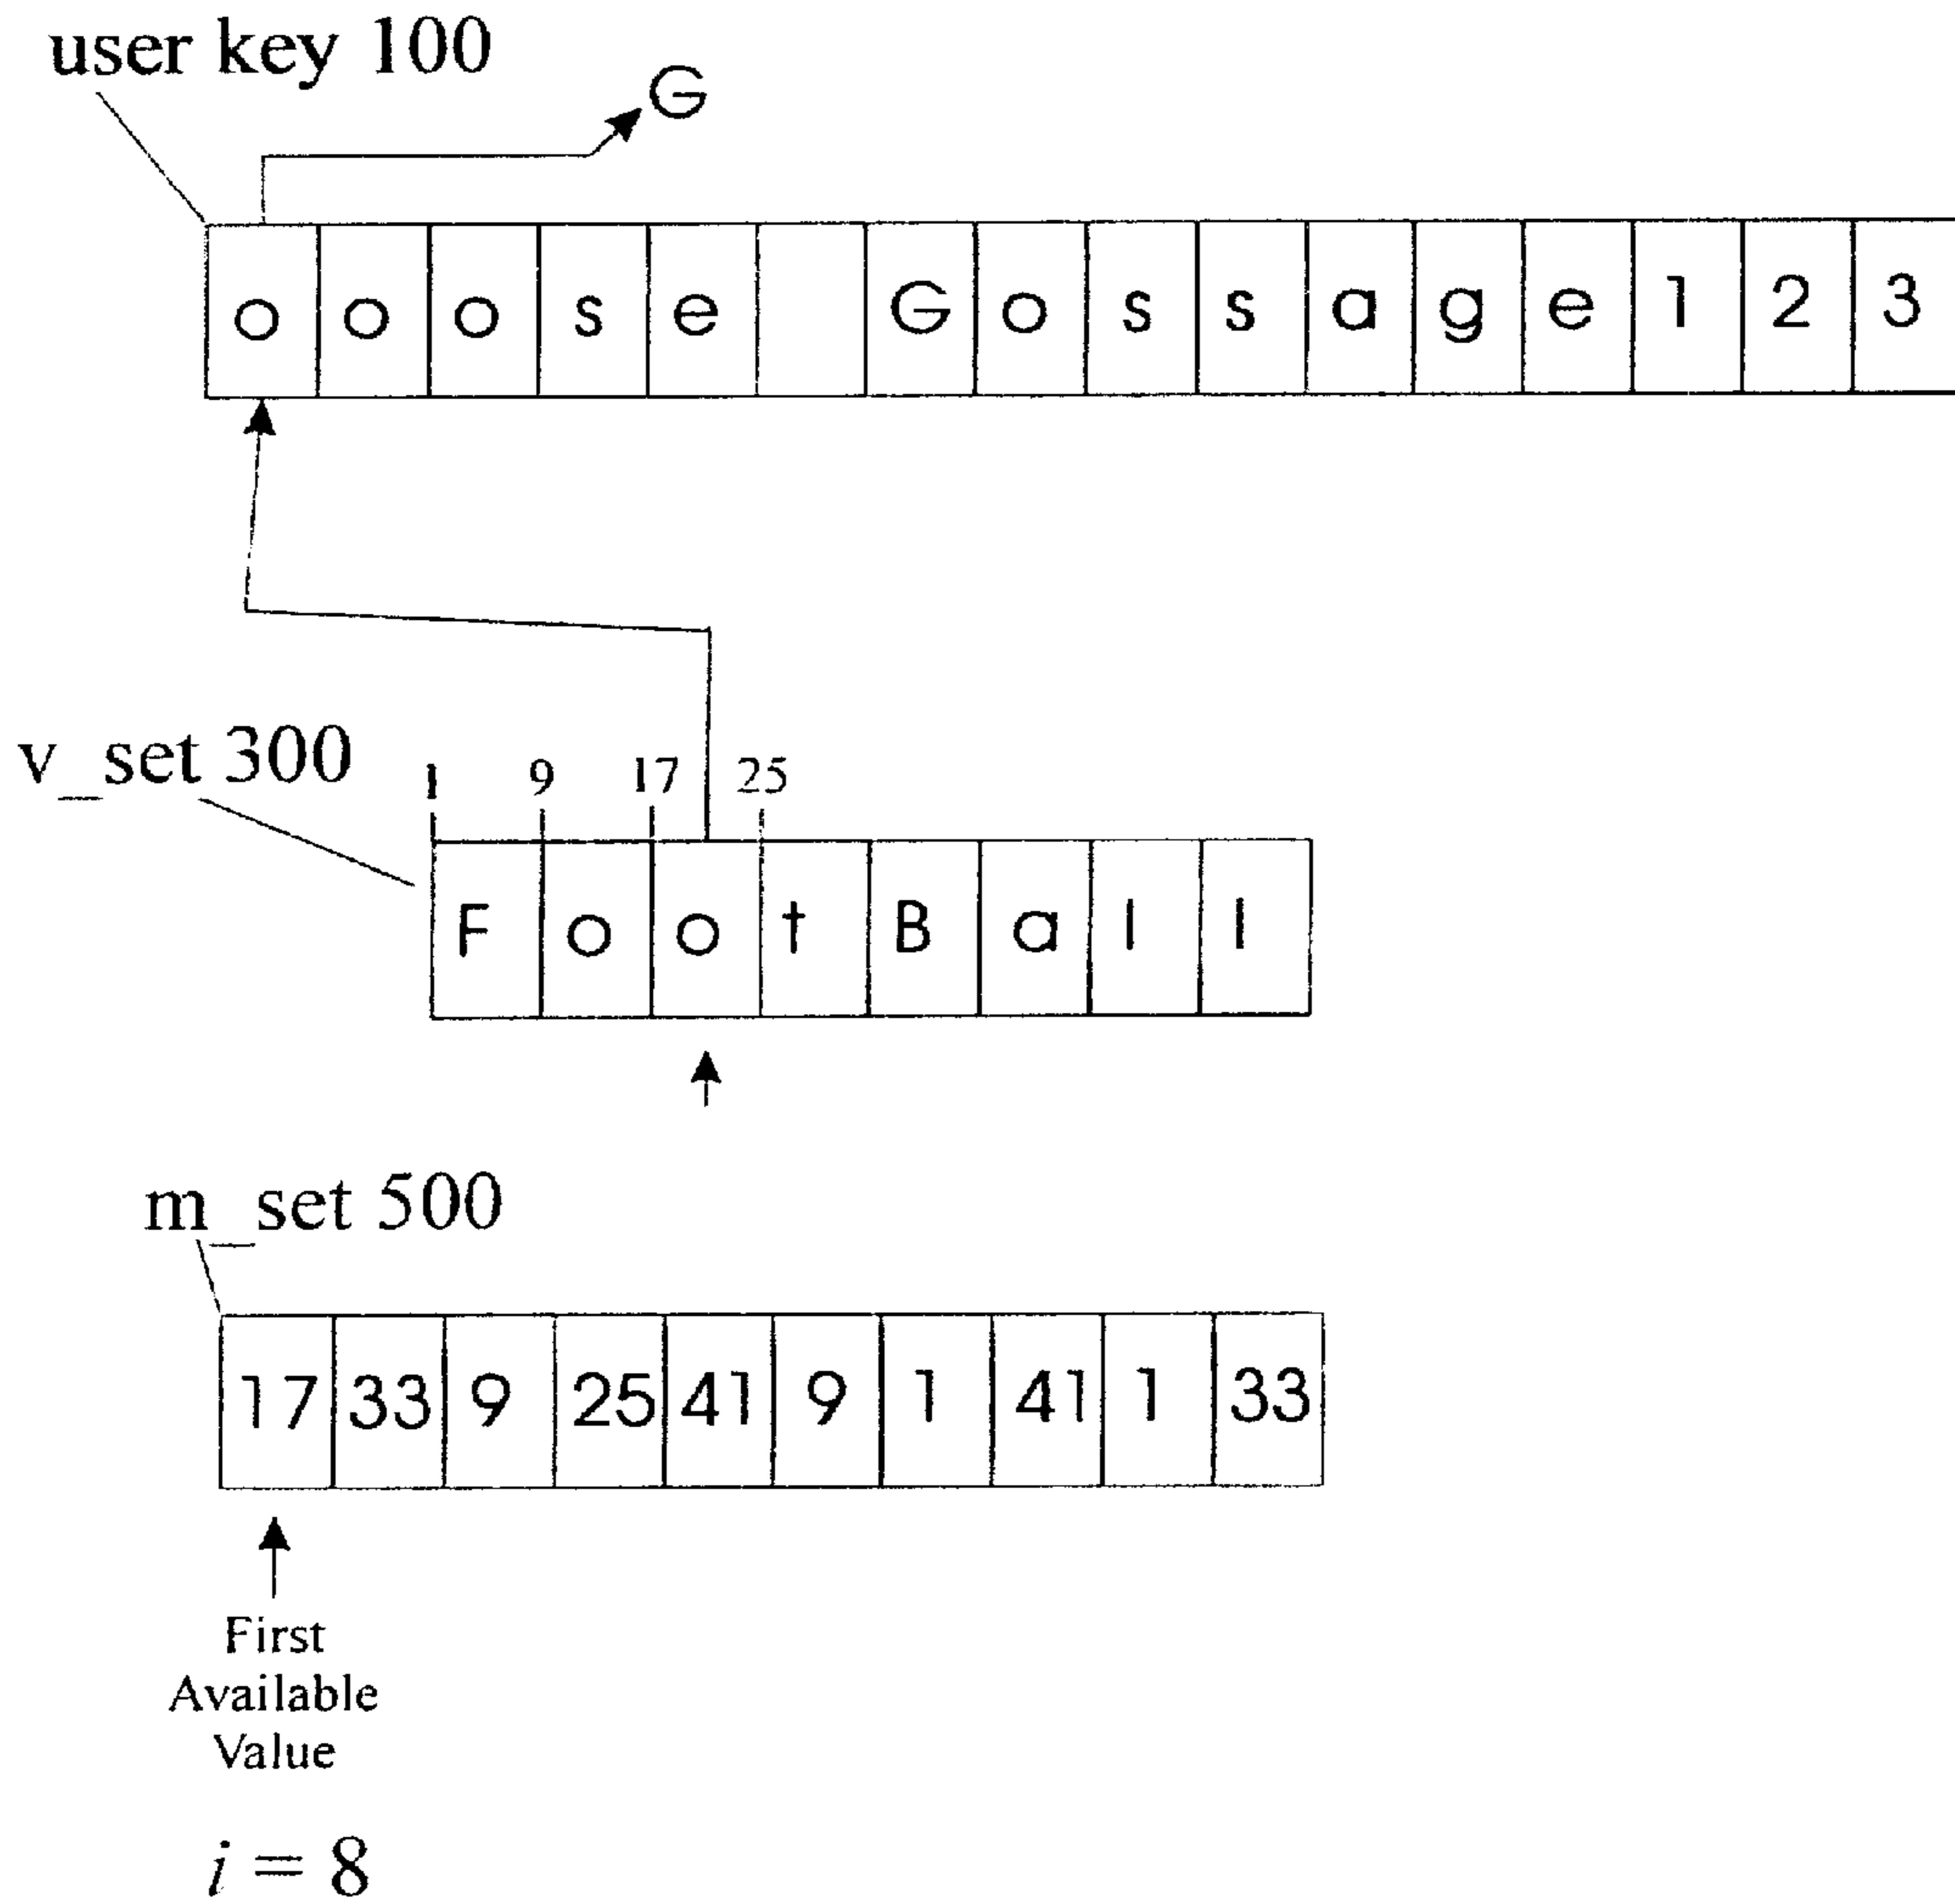 user key 100
G
o o o s e G o s s a g e 1 2 3
v_set 300
1 9 17 25
F o o t B a l l
m_set 500
17 33 9 25 41 9 1 41 1 33
First
Available
Value
i = 8